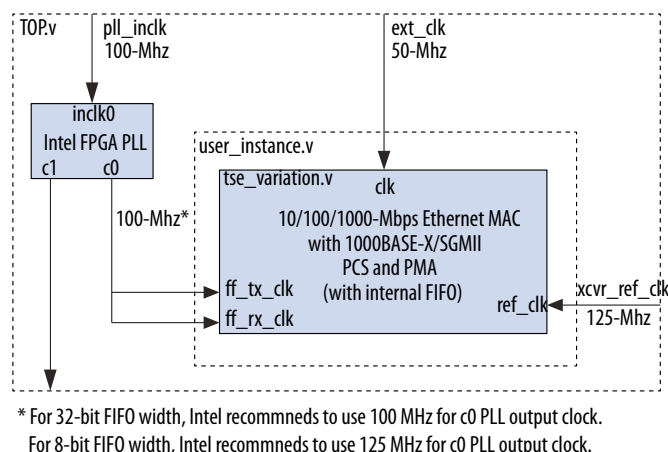 TOP.v
pll_inclk
100-Mhz
ext_clk
50-Mhz
inclk0
Intel FPGA PLL
c1
c0
100-Mhz*
user_instance.v
tse_variation.v
clk
10/100/1000-Mbps Ethernet MAC
with 1000BASE-X/SGMII
PCS and PMA
(with internal FIFO)
ff_tx_clk
ff_rx_clk
ref_clk
xcvr_ref_clk
125-Mhz
* For 32-bit FIFO width, Intel recommneds to use 100 MHz for c0 PLL output clock.
For 8-bit FIFO width, Intel recommneds to use 125 MHz for c0 PLL output clock.